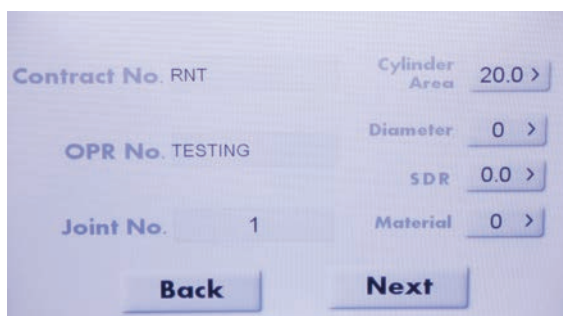 Contract No. RNT
Cylinder
Area 20.0 >
OPR No. TESTING
Diameter 0 >
SDR 0.0 >
Joint No. 1
Material 0 >
Back
Next